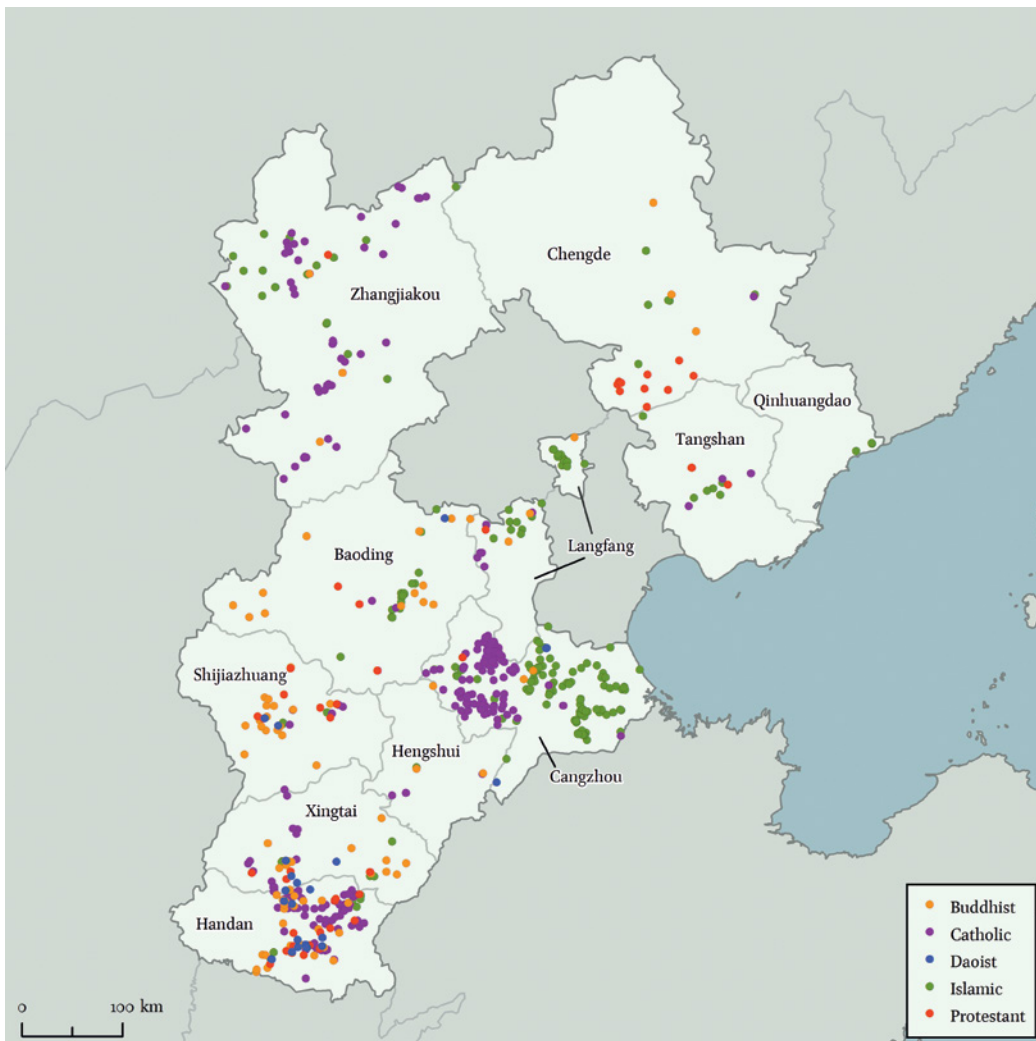 Chengde
Zhangjiakou
Qinhuangdao
Tangshan
Langfang
Baoding
Shijiazhuang
Hengshui
Cangzhou
Xingtai
Handan
Buddhist
Catholic
Daoist
Islamic
Protestant
0 100 km